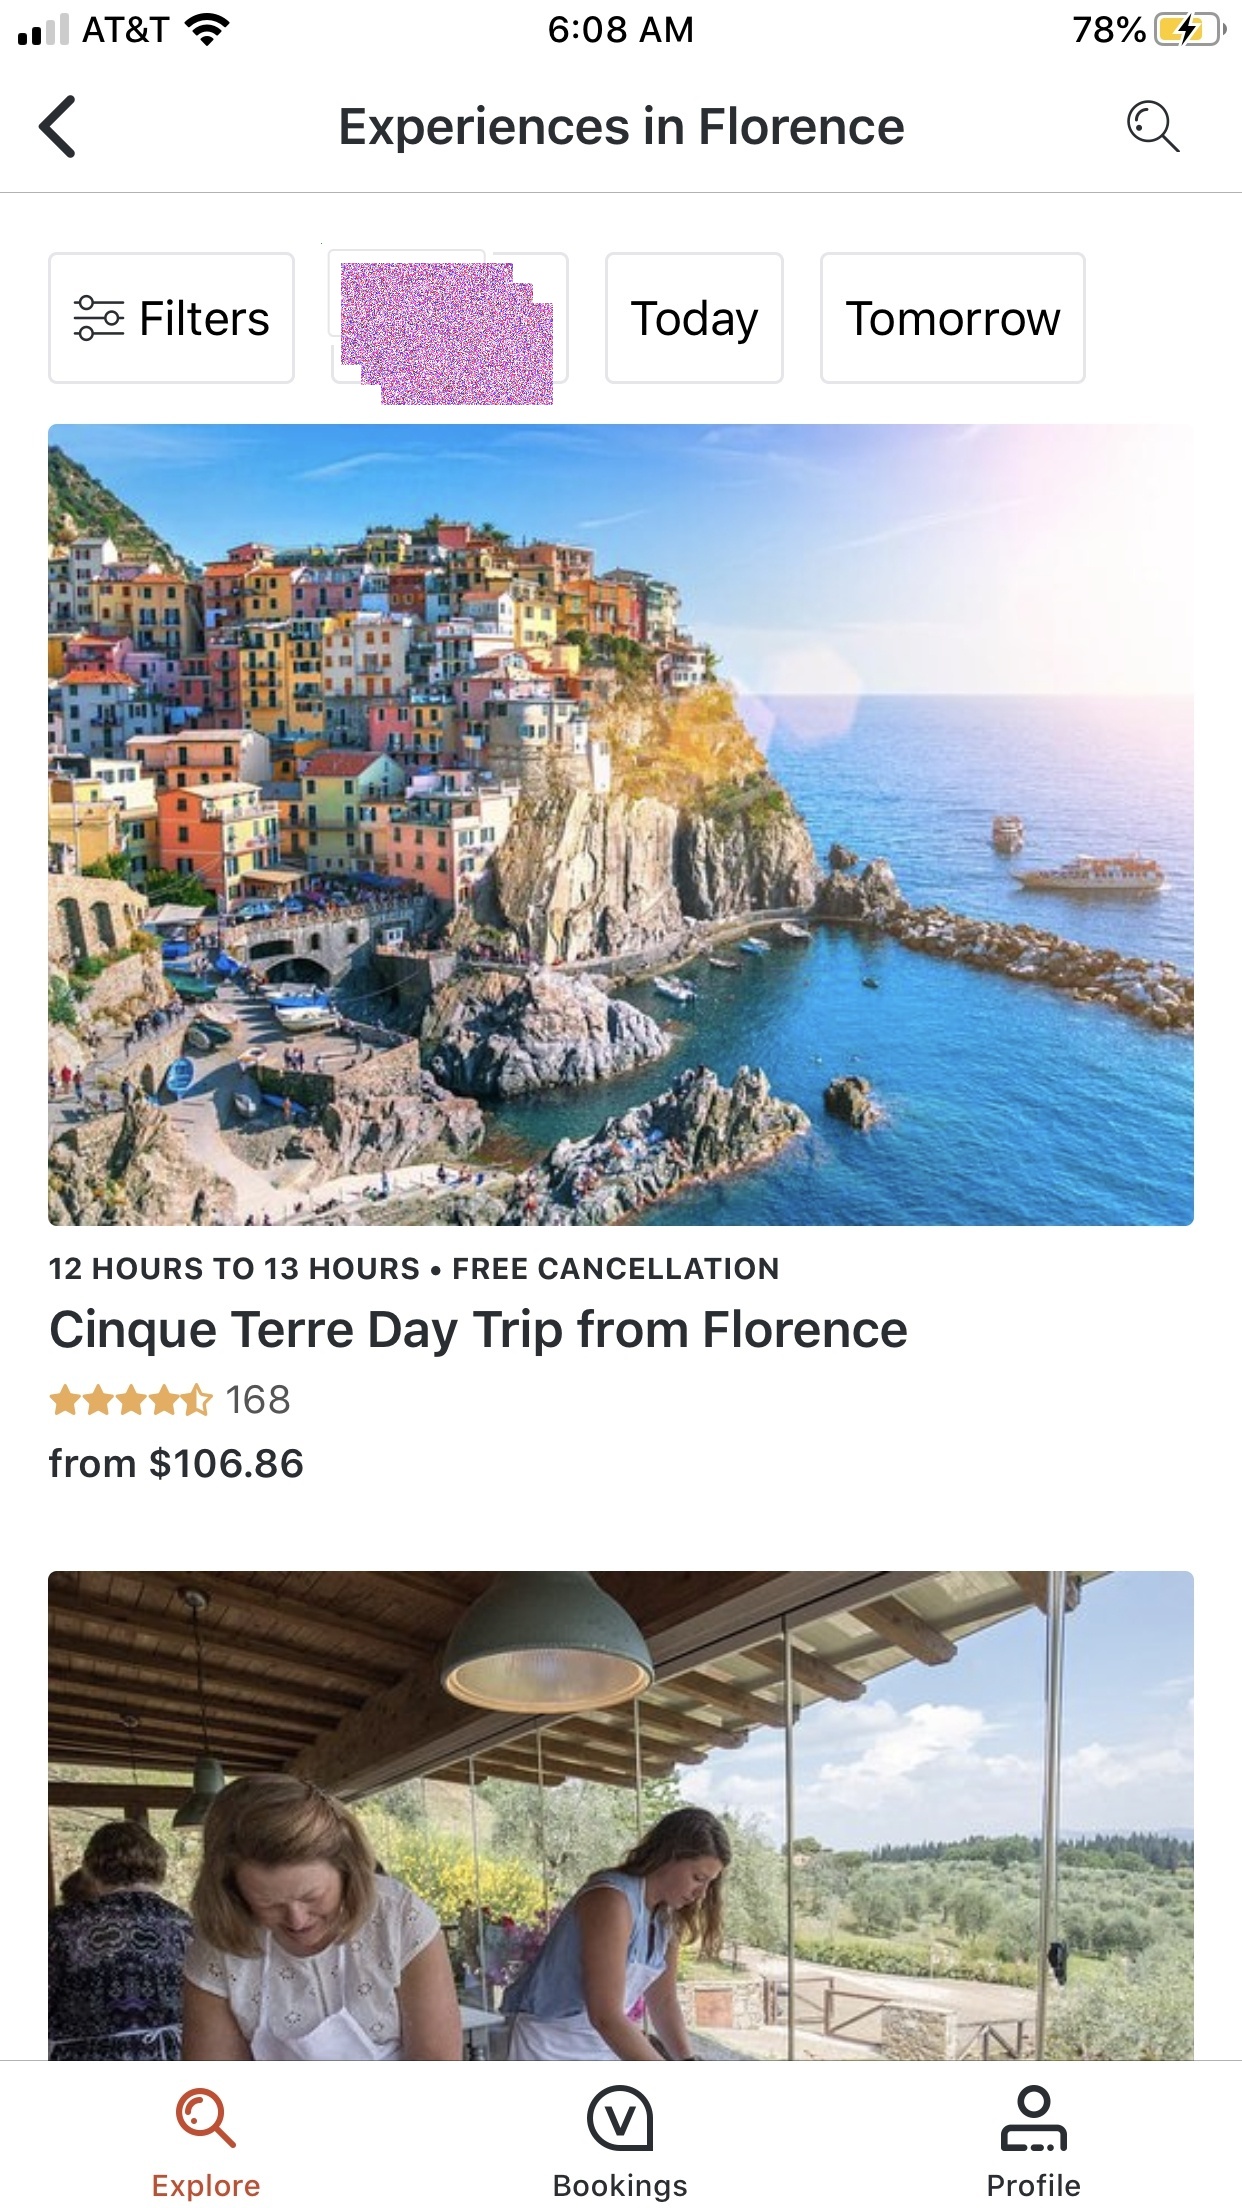 AT&T 6:08 AM 78%
Experiences in Florence
Filters Today Tomorrow
12 HOURS TO 13 HOURS • FREE CANCELLATION
Cinque Terre Day Trip from Florence
168
from $106.86
Explore Bookings Profile